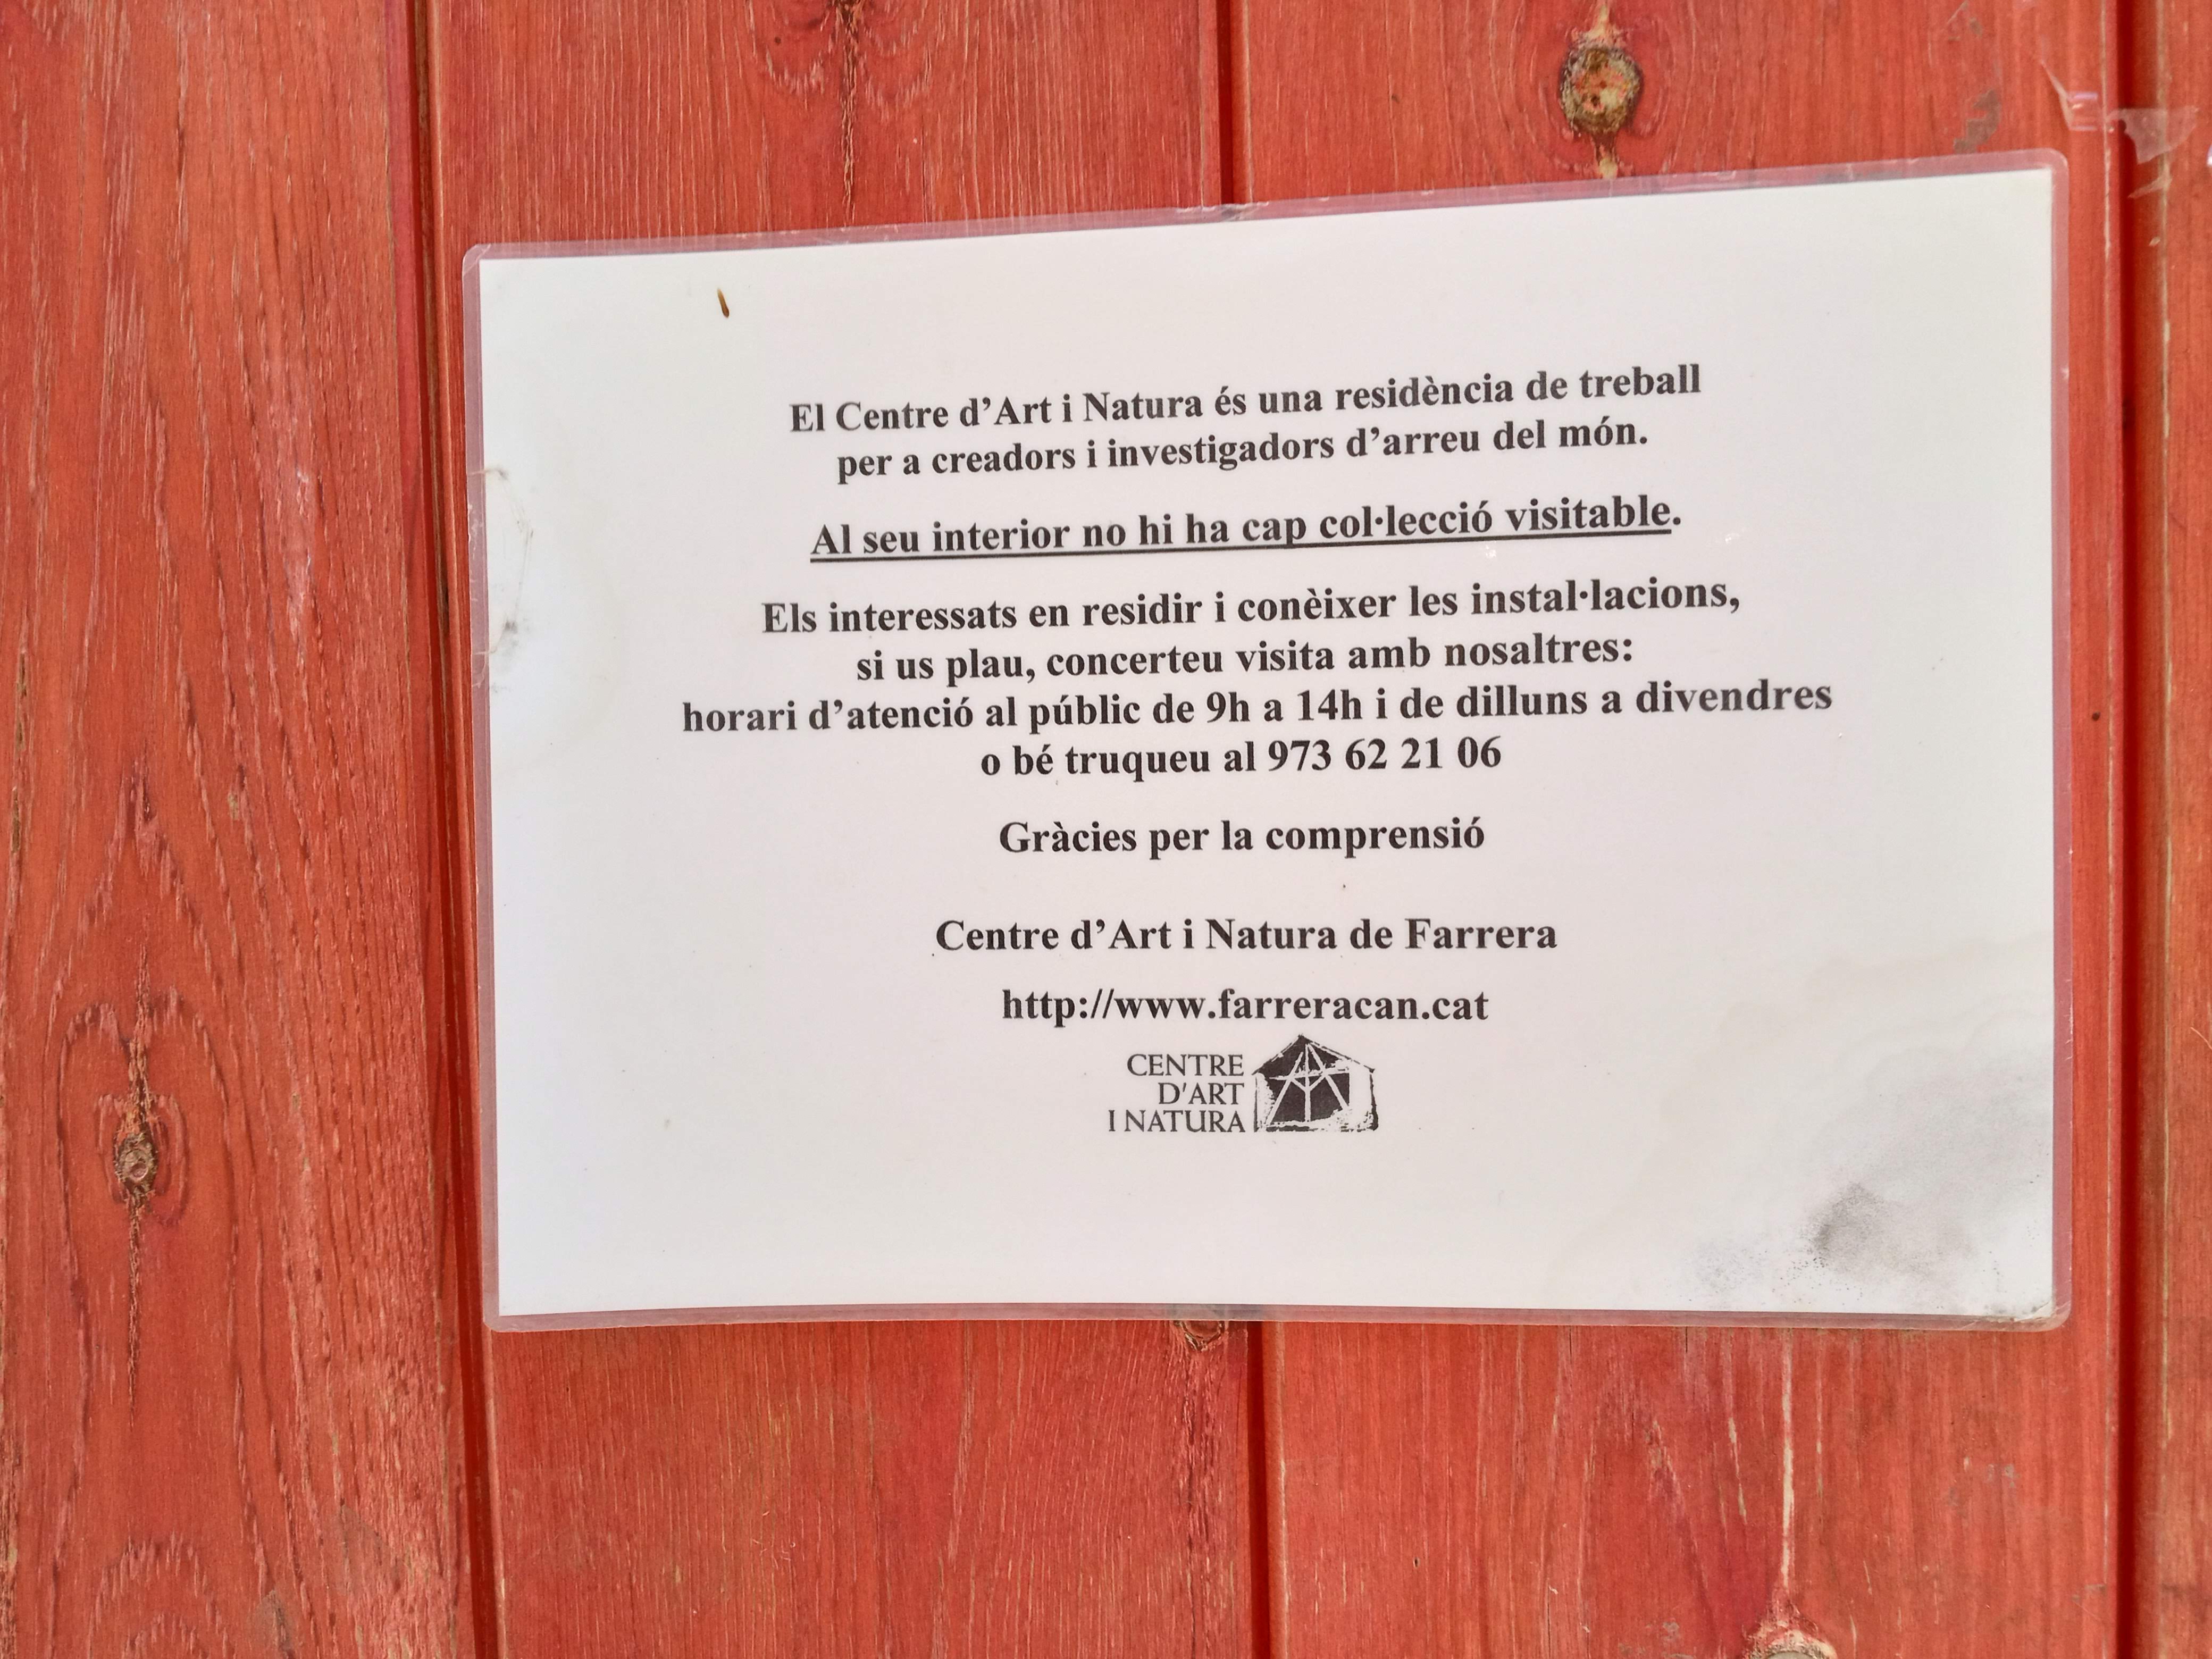 El Centre d’Art i Natura és una residència de treball
per a creadors i investigadors d’arreu del món.
Al seu interior no hi ha cap col·lecció visitable.
Els interessats en residir i conèixer les instal·lacions,
si us plau, concerteu visita amb nosaltres:
horari d’atenció al públic de 9h a 14h i de dilluns a divendres
o bé truqueu al 973 62 21 06
Gràcies per la comprensió
Centre d’Art i Natura de Farrera
http://www.farreracan.cat
CENTRE
D'ART
I NATURA